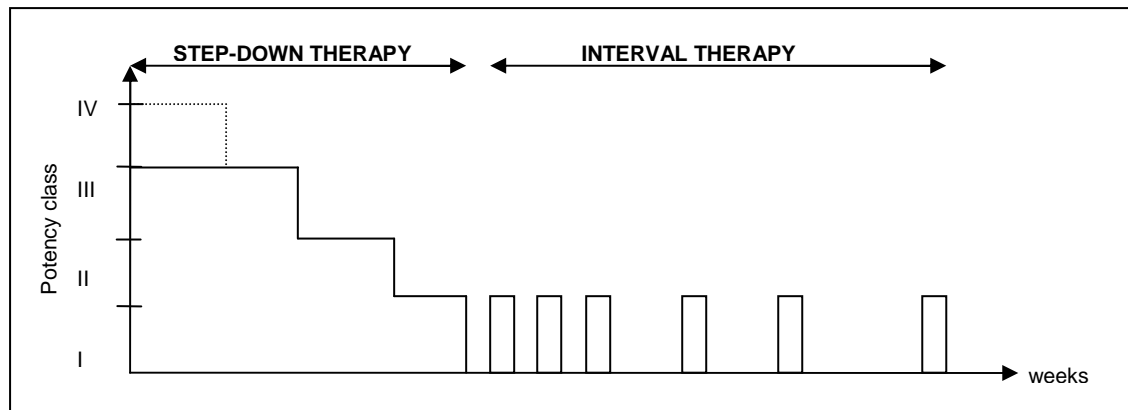 STEP-DOWN THERAPY INTERVAL THERAPY
IV
III
II
I
Potency class
weeks